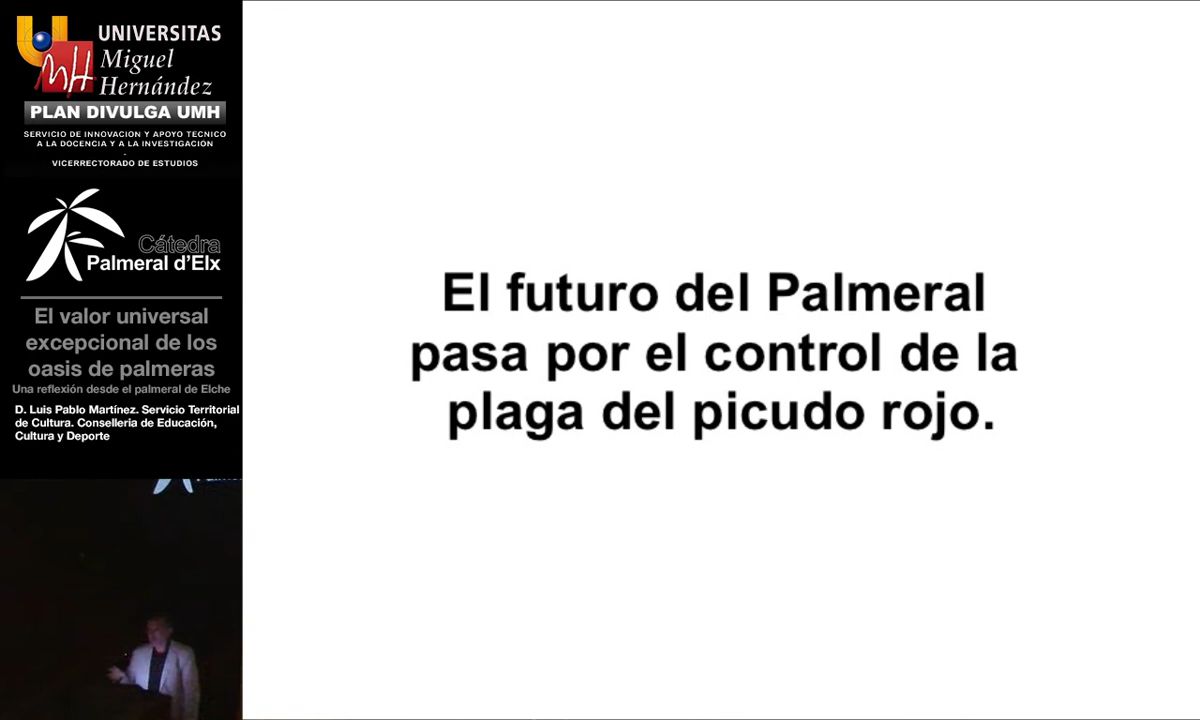 UNIVERSITAS
Miguel
Hernández
PLAN DIVULGA UMH
SERVICIO DE INNOVACION Y APOYO TECNICO
A LA DOCENCIA Y A LA INVESTIGACIÓN
-
VICERRECTORADO DE ESTUDIOS
Cátedra
Palmeral d'Elx
El valor universal
excepcional de los
oasis de palmeras
Una reflexión desde el palmeral de Elche
D. Luis Pablo Martínez. Servicio Territorial
de Cultura. Conselleria de Educación,
Cultura y Deporte
El futuro del Palmeral
pasa por el control de la
plaga del picudo rojo.